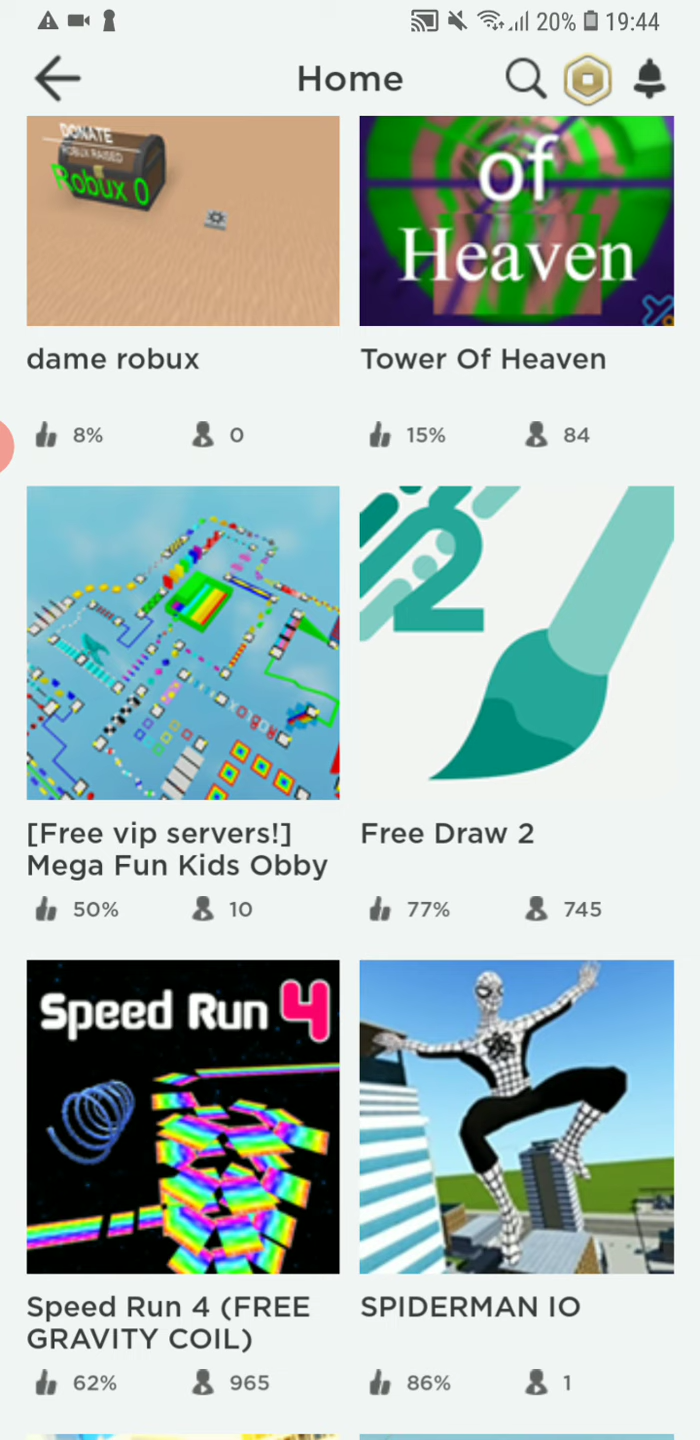 20% 19:44
Home
DONATE
ROBUX RAISED
Robux 0
of
Heaven
dame robux
Tower Of Heaven
8% 0
15% 84
2
[Free vip servers!]
Mega Fun Kids Obby
Free Draw 2
50% 10
77% 745
Speed Run 4
Speed Run 4 (FREE
GRAVITY COIL)
SPIDERMAN IO
62% 965
86% 1